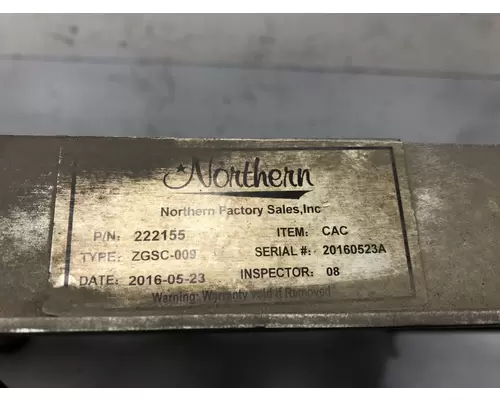 Northern
Northern Factory Sales,Inc
P/N: 222155 ITEM: CAC
TYPE: ZGSC-009 SERIAL #: 20160523A
DATE: 2016-05-23 INSPECTOR: 08
Warning: Warranty void if Removed